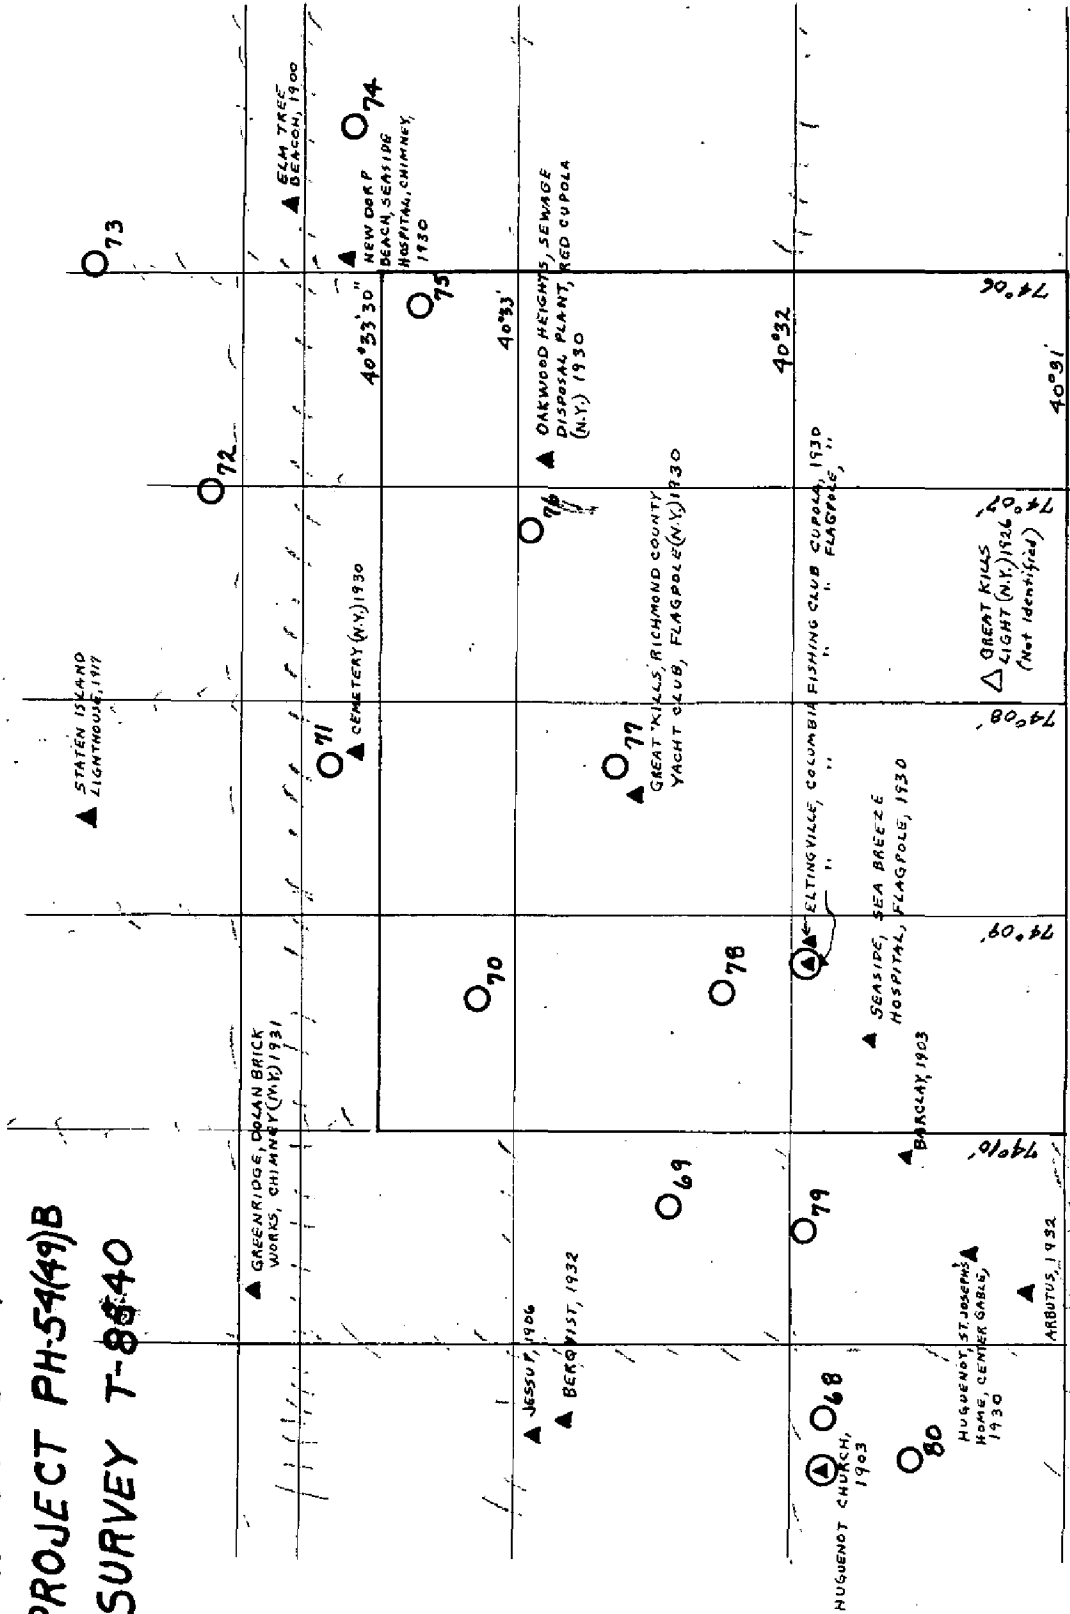 PROJECT PH-54(49)B
SURVEY T-8840
STATEN ISLAND
LIGHTHOUSE, 1917
73
72
ELM TREE
BEACON, 1900
74
NEW DORP
BEACH, SEASIDE
HOSPITAL, CHIMNEY,
1930
GREENRIDGE, DOLAN BRICK
WORKS, CHIMNEY (N.Y.) 1931
71
CEMETERY (N.Y.) 1930
40°33'30"
75
70
40°33'
76
OAKWOOD HEIGHTS, SEWAGE
DISPOSAL PLANT, RED CUPOLA
(N.Y.) 1930
JESSUP, 1906
BERQVIST, 1932
69
77
GREAT KILLS, RICHMOND COUNTY
YACHT CLUB, FLAGPOLE (N.Y.) 1930
78
40°32
HUGUENOT CHURCH,
1903
68
79
ELTINGVILLE, COLUMBIA FISHING CLUB CUPOLA, 1930
" " " " FLAGPOLE, "
80
SEASIDE, SEA BREEZE
HOSPITAL, FLAGPOLE, 1930
BARCLAY, 1903
HUGUENOT, ST. JOSEPHS
HOME, CENTER GABLE,
1930
GREAT KILLS
LIGHT (N.Y.) 1926
(Not identified)
ARBUTUS, 1932
74°10'
74°09'
74°08'
74°07'
74°06
40°31'